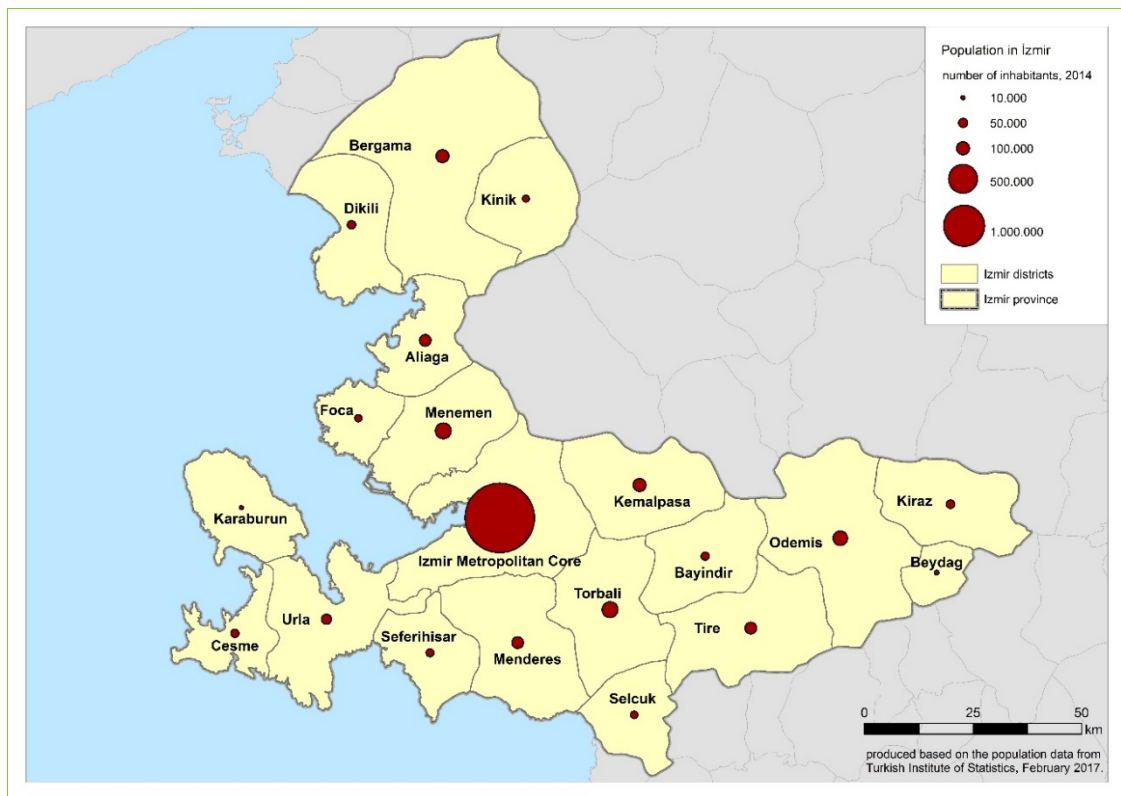 Population in İzmir
number of inhabitants, 2014
10.000
50.000
100.000
500.000
1.000.000
Izmir districts
Izmir province
Bergama
Kinik
Dikili
Aliaga
Foca
Menemen
Karaburun
Kemalpasa
Kiraz
Odemis
Beydag
Izmir Metropolitan Core
Bayindir
Torbali
Urla
Tire
Cesme
Seferihisar
Menderes
Selcuk
0 25 50
km
produced based on the population data from
Turkish Institute of Statistics, February 2017.